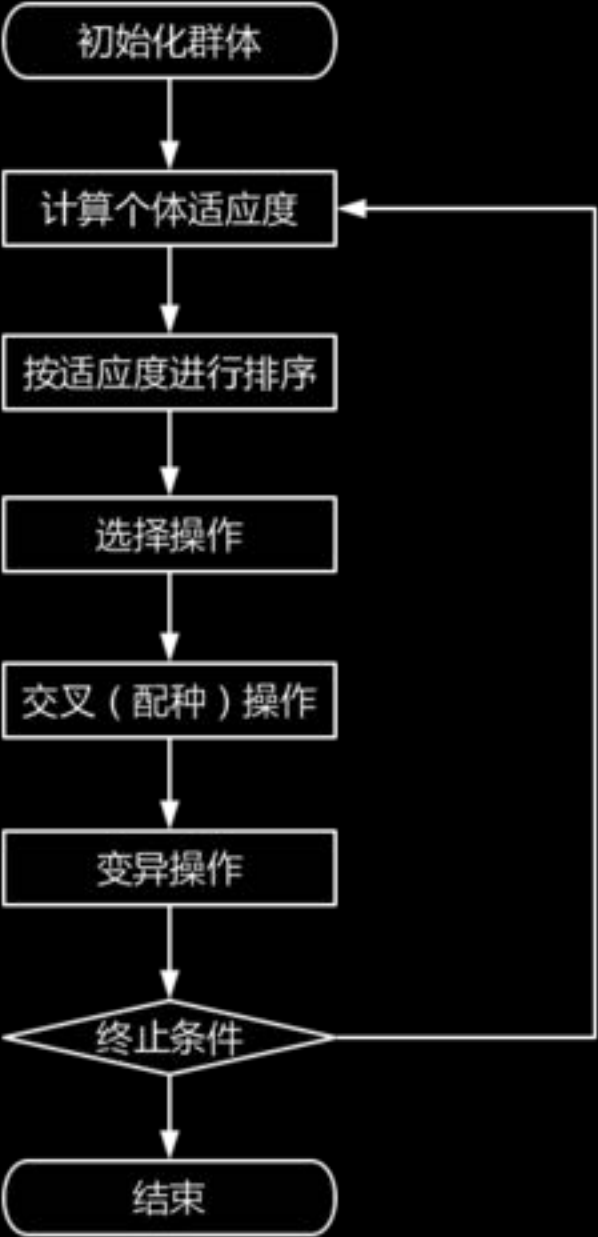 初始化群体
计算个体适应度
按适应度进行排序
选择操作
交叉（配种）操作
变异操作
终止条件
结束